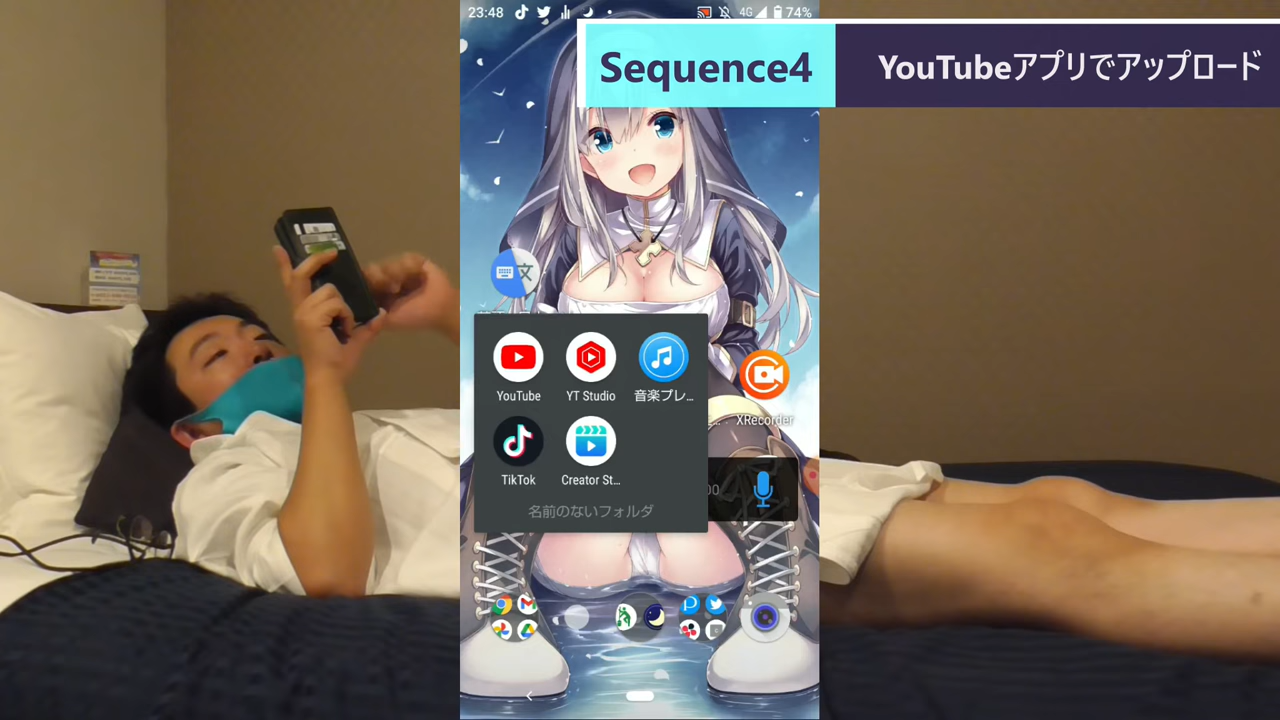 23:48
4G
74%
Sequence4
YouTubeアプリでアップロード
YouTube
YT Studio
音楽プレ...
XRecorder
TikTok
Creator St...
00
名前のないフォルダ